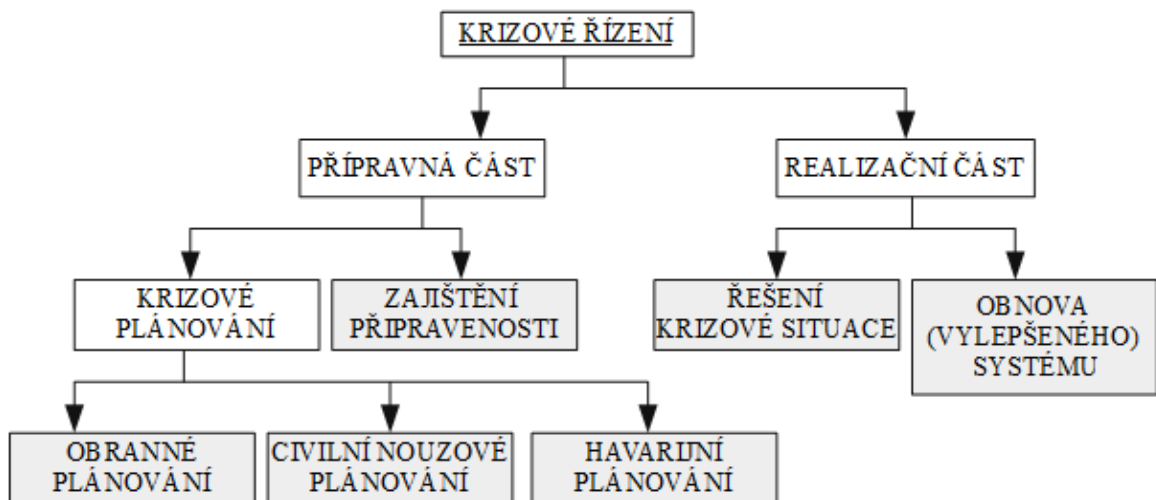 KRIZOVÉ ŘÍZENÍ
PŘÍPRAVNÁ ČÁST
REALIZAČNÍ ČÁST
KRIZOVÉ
PLÁNOVÁNÍ
ZAJIŠTĚNÍ
PŘIPRAVENOSTI
ŘEŠENÍ
KRIZOVÉ SITUACE
OBNOVA
(VYLEPŠENÉHO)
SYSTÉMU
OBRANNÉ
PLÁNOVÁNÍ
CIVILNÍ NOUZOVÉ
PLÁNOVÁNÍ
HAVARIJNÍ
PLÁNOVÁNÍ